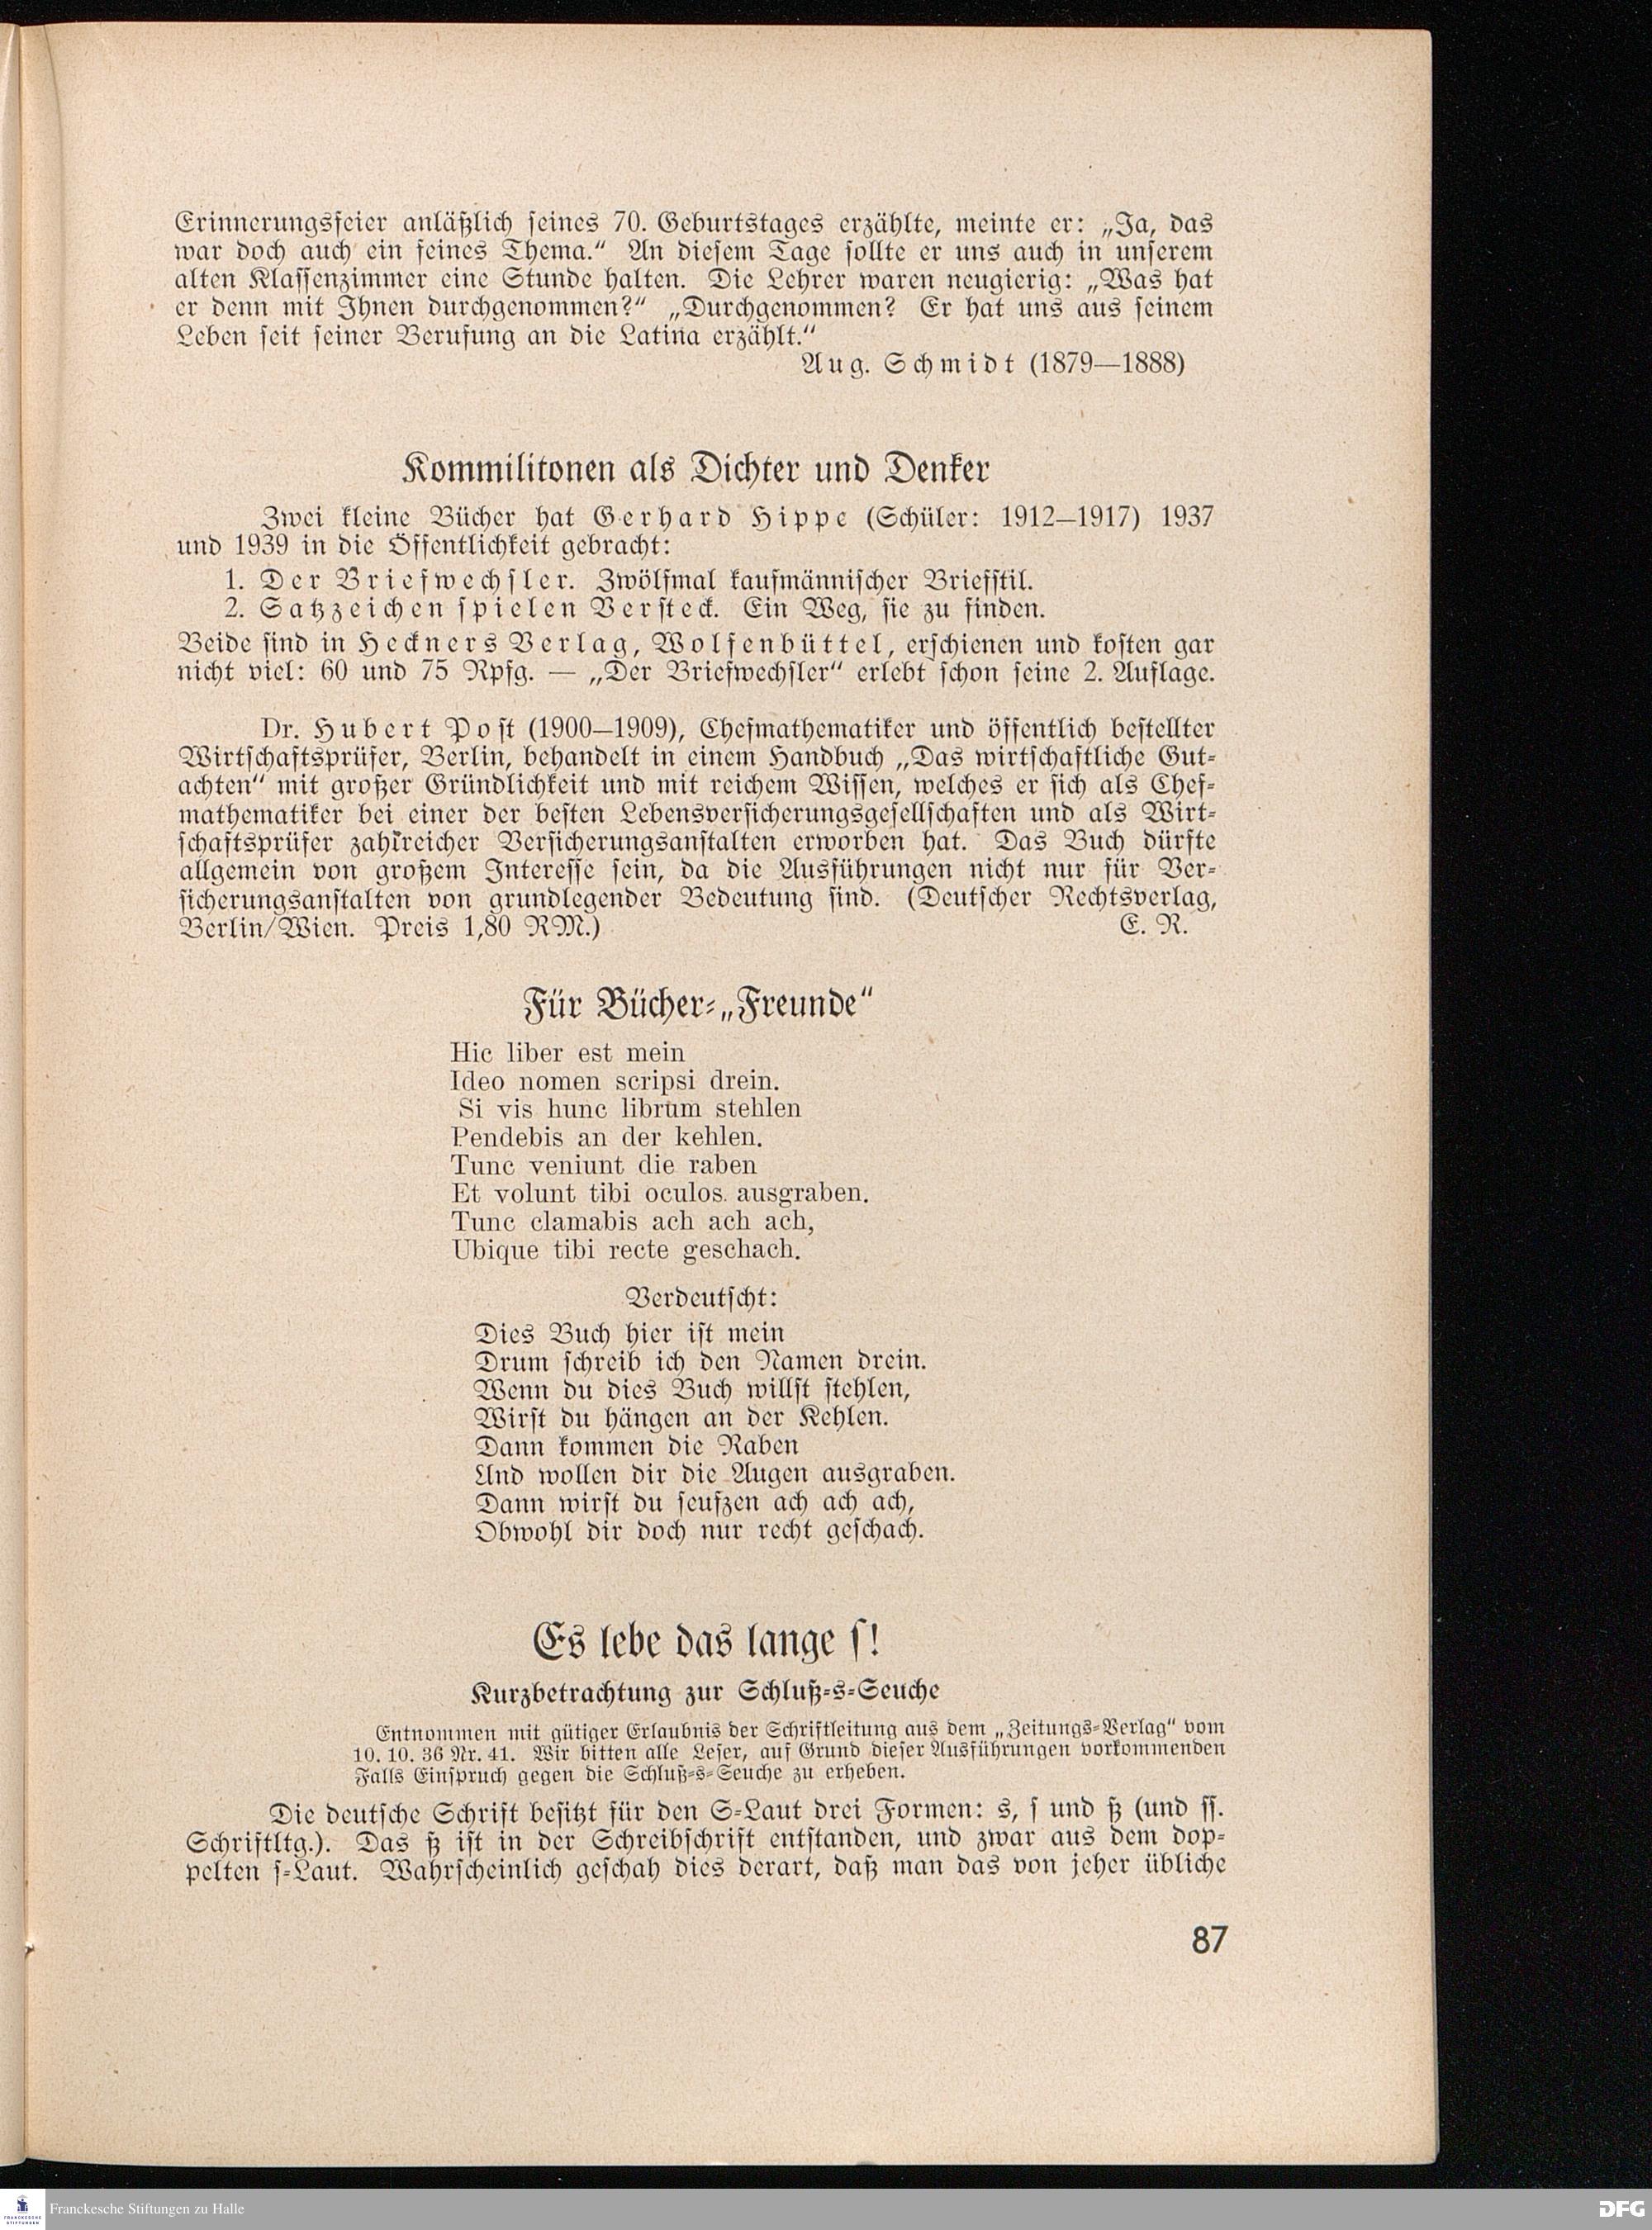 Erinnerungsfeier anläßlich seines 70. Geburtstages erzählte, meinte er: „Ja, das
war doch auch ein feines Thema.“ An diesem Tage sollte er uns auch in unserem
alten Klassenzimmer eine Stunde halten. Die Lehrer waren neugierig: „Was hat
er denn mit Ihnen durchgenommen?“ „Durchgenommen? Er hat uns aus seinem
Leben seit seiner Berufung an die Latina erzählt.“
Aug. Schmidt (1879—1888)
Kommilitonen als Dichter und Denker
Zwei kleine Bücher hat Gerhard Hippe (Schüler: 1912—1917) 1937
und 1939 in die Öffentlichkeit gebracht:
1. Der Briefwechsler. Zwölfmal kaufmännischer Briefstil.
2. Satzzeichen spielen Versteck. Ein Weg, sie zu finden.
Beide sind in Heckners Verlag, Wolfenbüttel, erschienen und kosten gar
nicht viel: 60 und 75 Rpfg. — „Der Briefwechsler“ erlebt schon seine 2. Auflage.
Dr. Hubert Post (1900—1909), Chefmathematiker und öffentlich bestellter
Wirtschaftsprüfer, Berlin, behandelt in einem Handbuch „Das wirtschaftliche Gut-
achten“ mit großer Gründlichkeit und mit reichem Wissen, welches er sich als Chef-
mathematiker bei einer der besten Lebensversicherungsgesellschaften und als Wirt-
schaftsprüfer zahlreicher Versicherungsanstalten erworben hat. Das Buch dürfte
allgemein von großem Interesse sein, da die Ausführungen nicht nur für Ver-
sicherungsanstalten von grundlegender Bedeutung sind. (Deutscher Rechtsverlag,
Berlin/Wien. Preis 1,80 RM.) E. R.
Für Bücher-„Freunde“
Hic liber est mein
Ideo nomen scripsi drein.
Si vis hunc librum stehlen
Pendebis an der kehlen.
Tunc veniunt die raben
Et volunt tibi oculos. ausgraben.
Tunc clamabis ach ach ach,
Ubique tibi recte geschach.
Verdeutscht:
Dies Buch hier ist mein
Drum schreib ich den Namen drein.
Wenn du dies Buch willst stehlen,
Wirst du hängen an der Kehlen.
Dann kommen die Raben
Und wollen dir die Augen ausgraben.
Dann wirst du seufzen ach ach ach,
Obwohl dir doch nur recht geschach.
Es lebe das lange ſ!
Kurzbetrachtung zur Schluß-s-Seuche
Entnommen mit gütiger Erlaubnis der Schriftleitung aus dem „Zeitungs-Verlag“ vom
10. 10. 36 Nr. 41. Wir bitten alle Leser, auf Grund dieser Ausführungen vorkommenden
Falls Einspruch gegen die Schluß-s-Seuche zu erheben.
Die deutsche Schrift besitzt für den S-Laut drei Formen: s, ſ und ß (und ſſ.
Schriftltg.). Das ß ist in der Schreibschrift entstanden, und zwar aus dem dop-
pelten ſ-Laut. Wahrscheinlich geschah dies derart, daß man das von jeher übliche
87
Franckesche Stiftungen zu Halle
FRANCKESCHE STIFTUNGEN
DFG